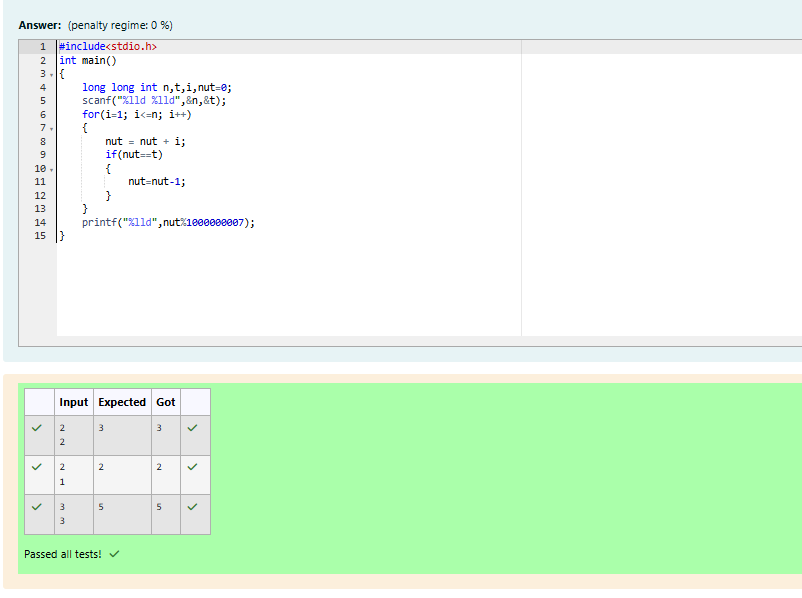 Answer: (penalty regime: 0 %)
1 #include<stdio.h>
2 int main()
3 {
4     long long int n,t,i,nut=0;
5     scanf("%lld %lld",&n,&t);
6     for(i=1; i<=n; i++)
7     {
8         nut = nut + i;
9         if(nut==t)
10         {
11             nut=nut-1;
12         }
13     }
14     printf("%lld",nut%1000000007);
15 }
Input Expected Got
2 3 3
2
2 2 2
1
3 5 5
3
Passed all tests!